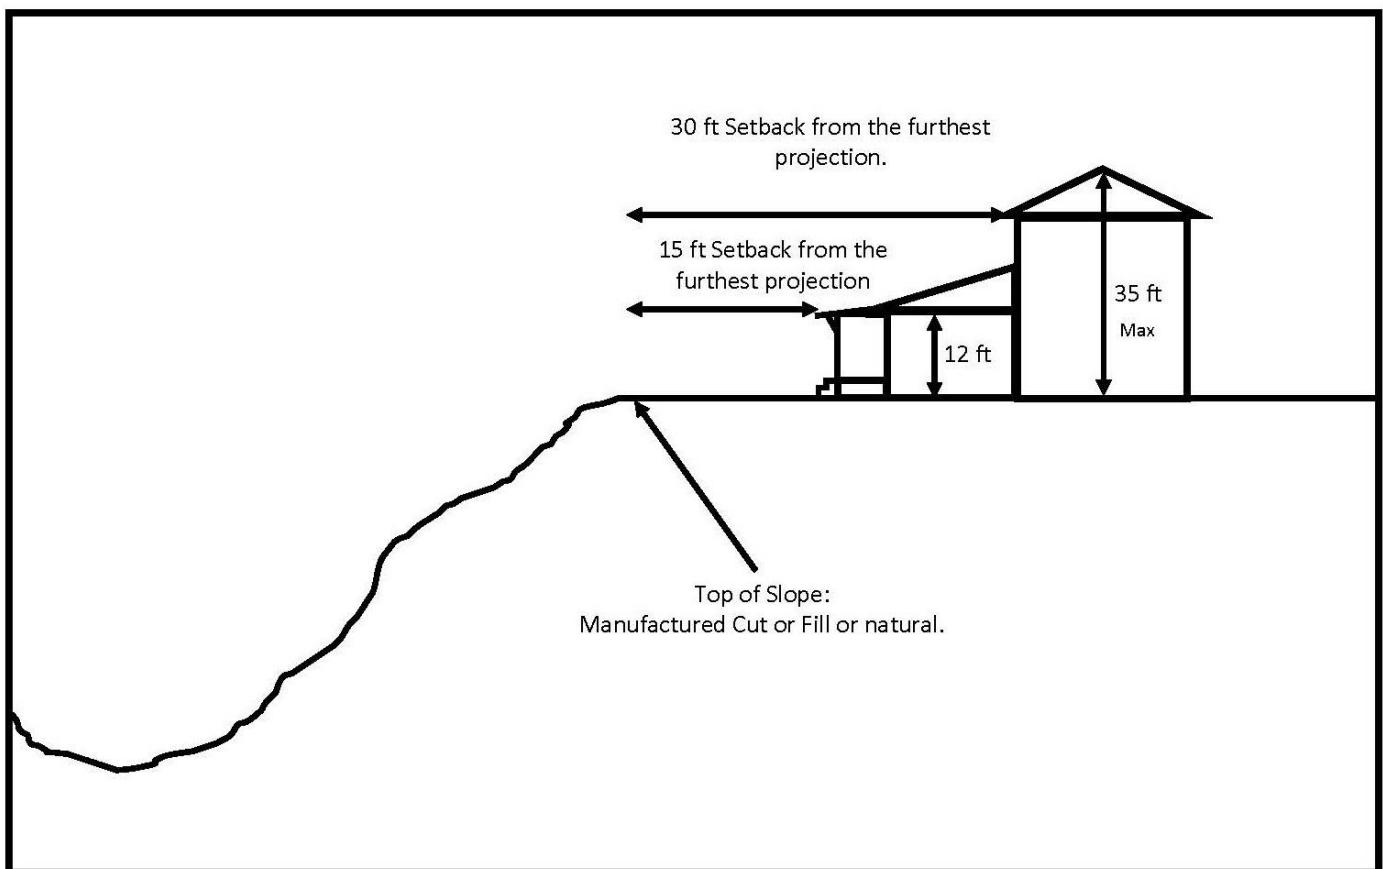 30 ft Setback from the furthest
projection.
15 ft Setback from the
furthest projection
35 ft
Max
12 ft
Top of Slope:
Manufactured Cut or Fill or natural.